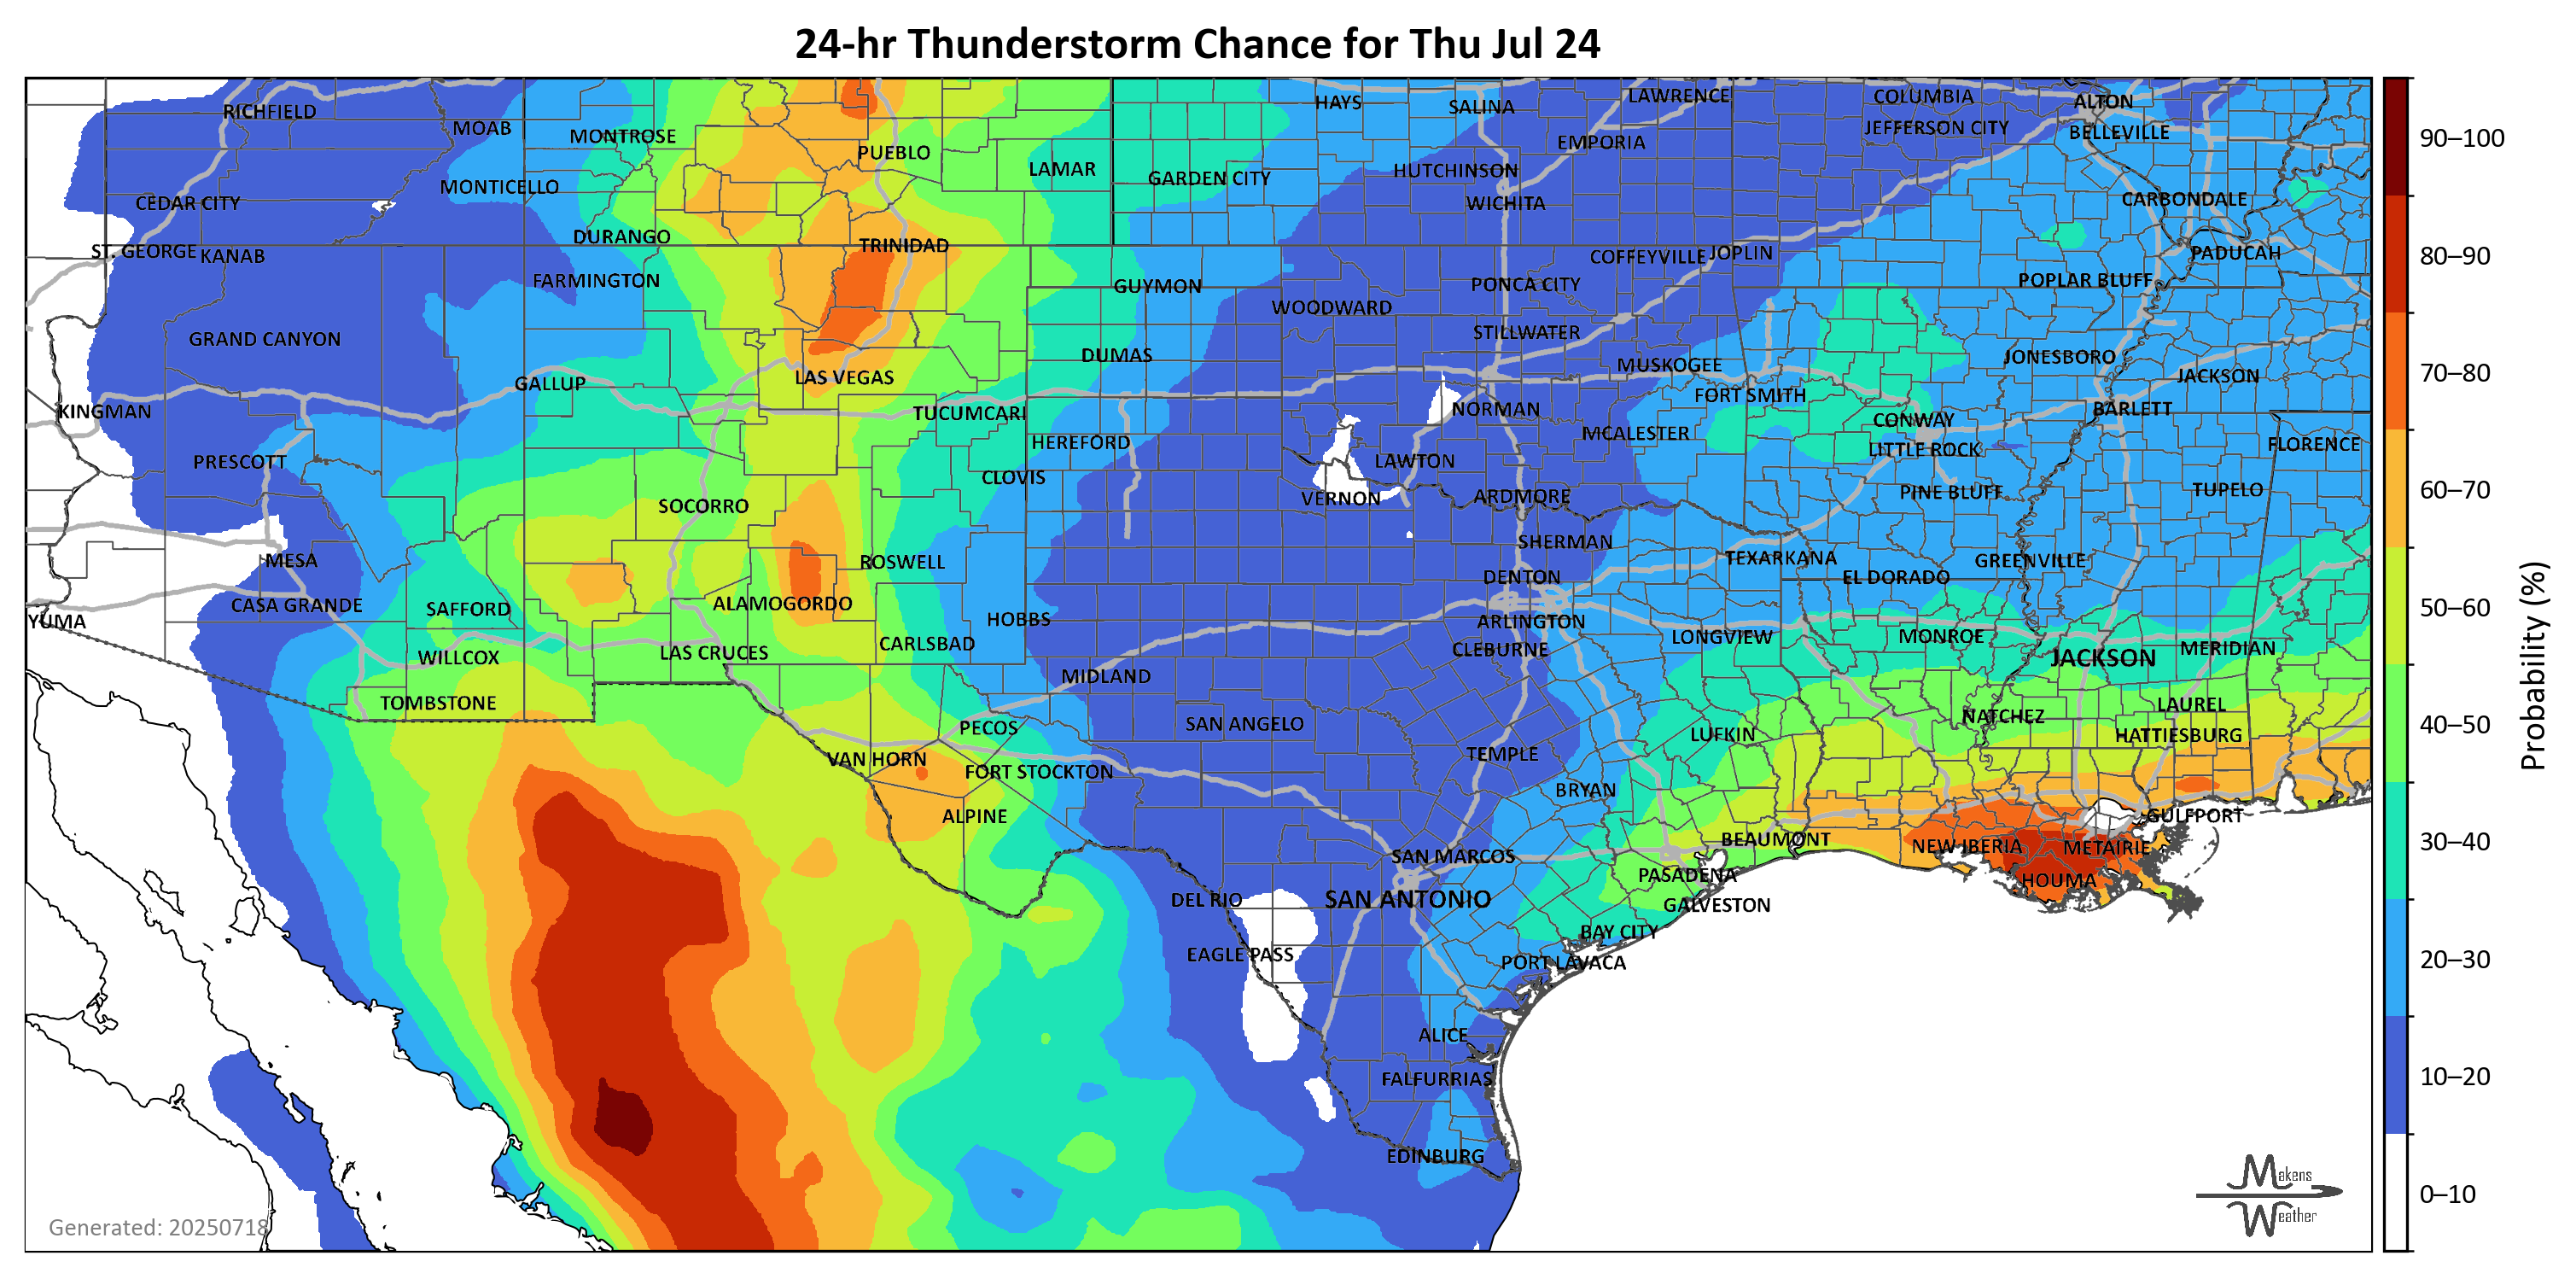 24-hr Thunderstorm Chance for Thu Jul 24
RICHFIELD
MOAB
MONTROSE
PUEBLO
LAMAR
GARDEN CITY
HAYS
SALINA
LAWRENCE
EMPORIA
HUTCHINSON
WICHITA
COLUMBIA
JEFFERSON CITY
ALTON
BELLEVILLE
CARBONDALE
PADUCAH
CEDAR CITY
MONTICELLO
ST. GEORGE
KANAB
DURANGO
TRINIDAD
COFFEYVILLE
JOPLIN
POPLAR BLUFF
FARMINGTON
GUYMON
WOODWARD
PONCA CITY
STILLWATER
GRAND CANYON
DUMAS
MUSKOGEE
JONESBORO
JACKSON
KINGMAN
GALLUP
LAS VEGAS
TUCUMCARI
NORMAN
FORT SMITH
CONWAY
BARLETT
HEREFORD
MCALESTER
LITTLE ROCK
FLORENCE
PRESCOTT
CLOVIS
LAWTON
VERNON
ARDMORE
PINE BLUFF
TUPELO
SOCORRO
SHERMAN
MESA
ROSWELL
TEXARKANA
GREENVILLE
DENTON
EL DORADO
CASA GRANDE
SAFFORD
ALAMOGORDO
HOBBS
ARLINGTON
YUMA
CARLSBAD
CLEBURNE
LONGVIEW
MONROE
JACKSON
MERIDIAN
WILLCOX
LAS CRUCES
MIDLAND
TOMBSTONE
PECOS
SAN ANGELO
LUFKIN
NATCHEZ
LAUREL
HATTIESBURG
VAN HORN
FORT STOCKTON
TEMPLE
BRYAN
ALPINE
GULFPORT
SAN MARCOS
BEAUMONT
NEW IBERIA
METAIRIE
PASADENA
HOUMA
DEL RIO
SAN ANTONIO
GALVESTON
BAY CITY
EAGLE PASS
PORT LAVACA
ALICE
FALFURRIAS
EDINBURG
Generated: 20250718
Makens
Weather
90–100
80–90
70–80
60–70
50–60
40–50
30–40
20–30
10–20
0–10
Probability (%)